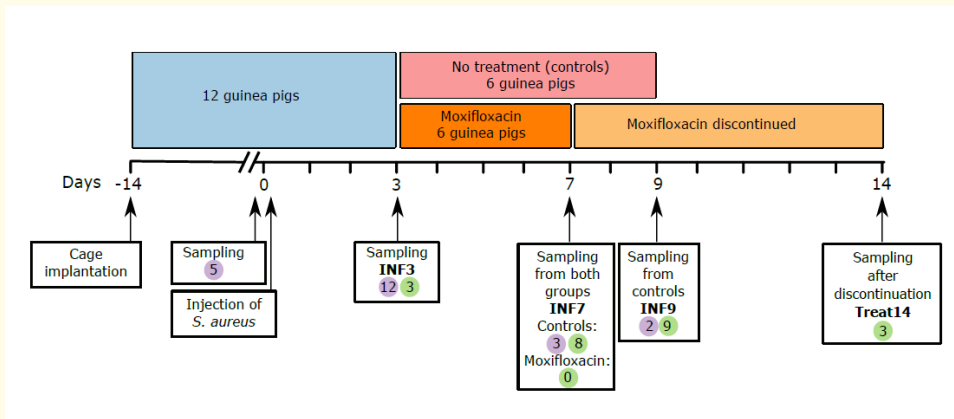 No treatment (controls)
6 guinea pigs
12 guinea pigs
Moxifloxacin
6 guinea pigs
Moxifloxacin discontinued
Days -14 0 3 7 9 14
Cage
implantation
Sampling
5
Injection of
S. aureus
Sampling
INF3
12 3
Sampling
from both
groups
INF7
Controls:
3 8
Moxifloxacin:
0
Sampling
from
controls
INF9
2 9
Sampling
after
discontinuation
Treat14
3